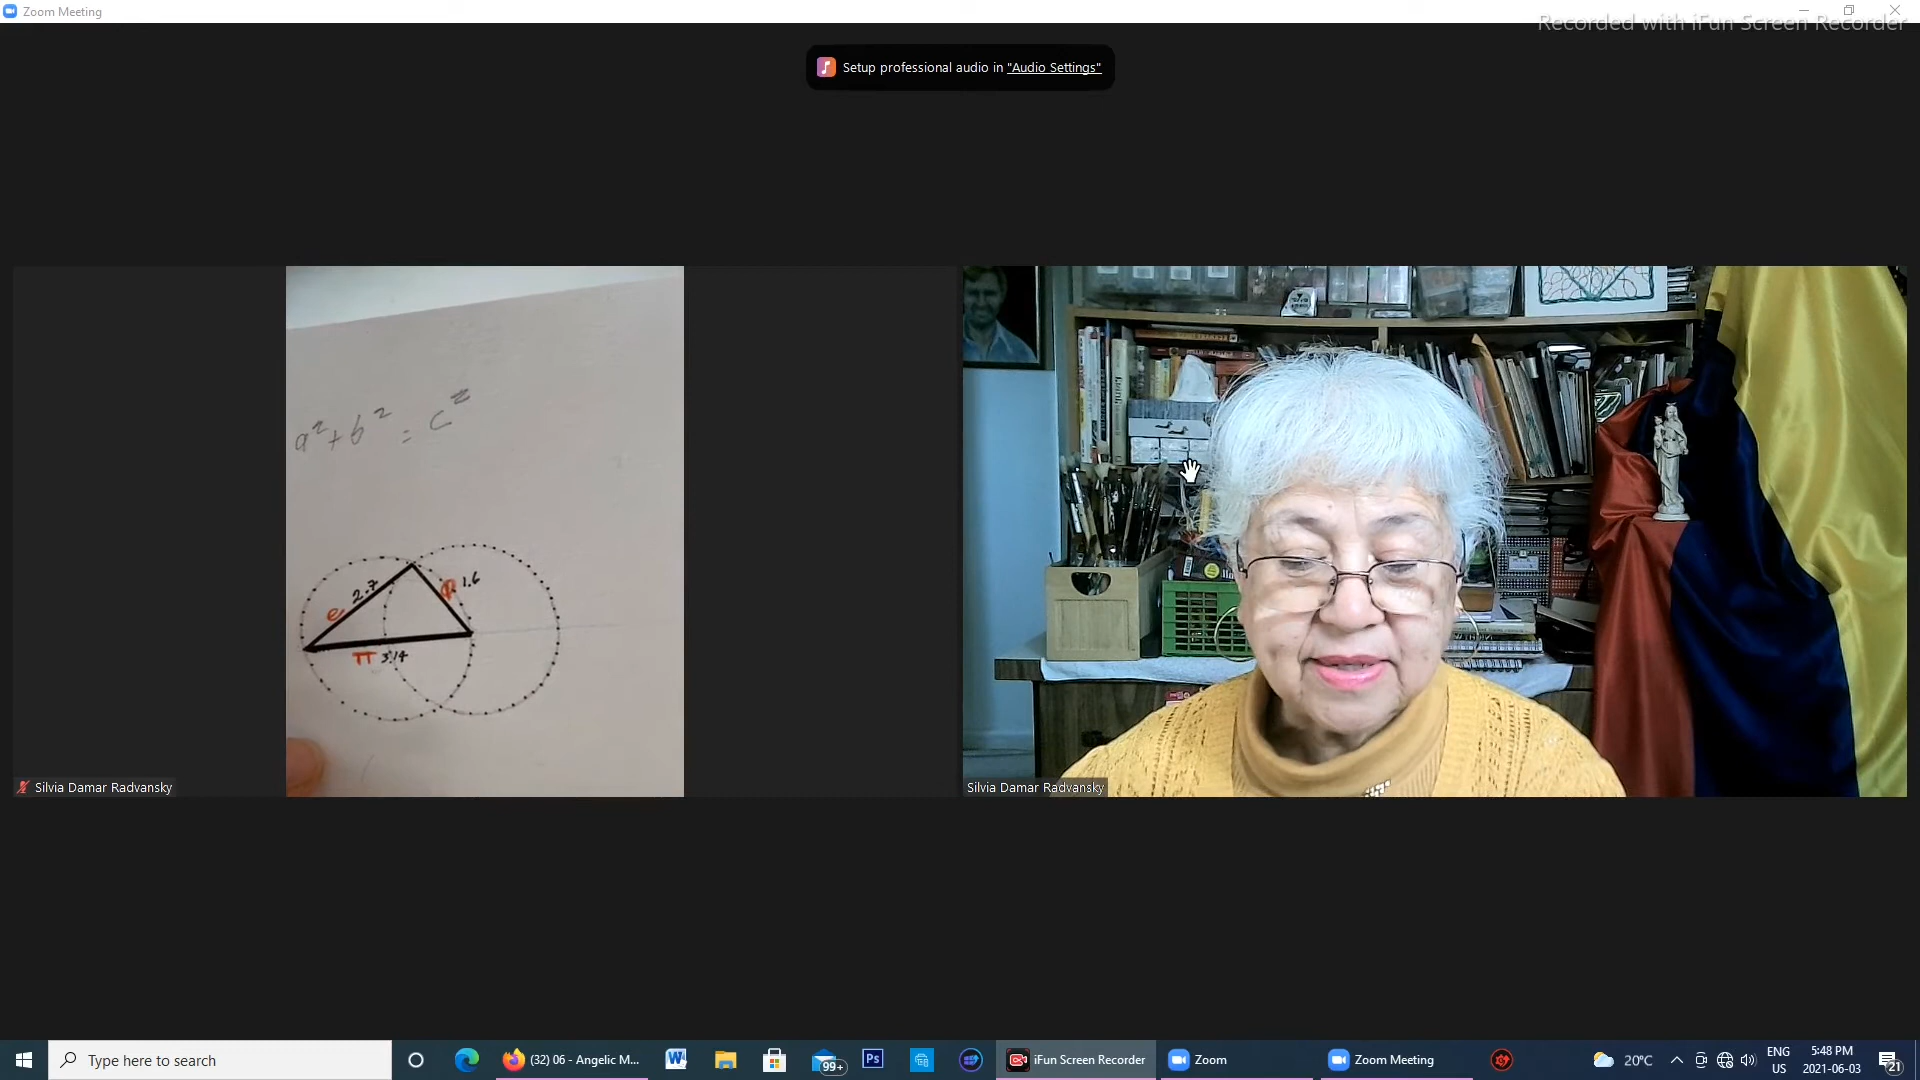 Zoom Meeting
Recorded with iFun Screen Recorder
Setup professional audio in "Audio Settings"
a² + b² = c²
2.7
1.6
e
π 3.14
Silvia Damar Radvansky
Silvia Damar Radvansky
Type here to search
(32) 06 - Angelic M...
99+
Ps
iFun Screen Recorder
Zoom
Zoom Meeting
20°C
ENG
US
5:48 PM
2021-06-03
21